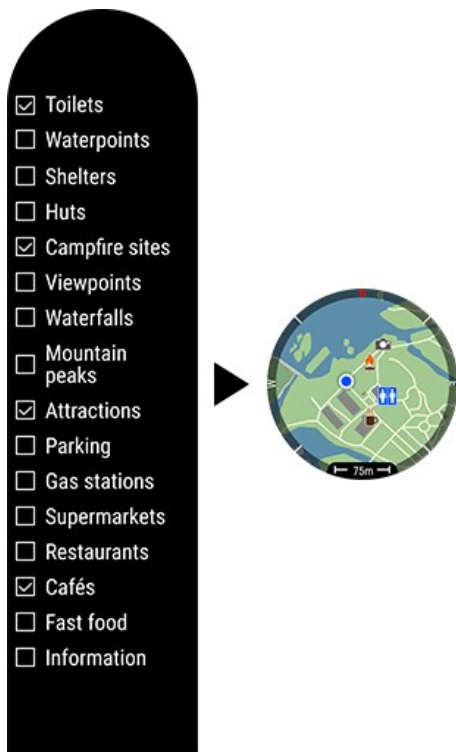 Toilets
Waterpoints
Shelters
Huts
Campfire sites
Viewpoints
Waterfalls
Mountain
peaks
Attractions
Parking
Gas stations
Supermarkets
Restaurants
Cafés
Fast food
Information
W
E
75m